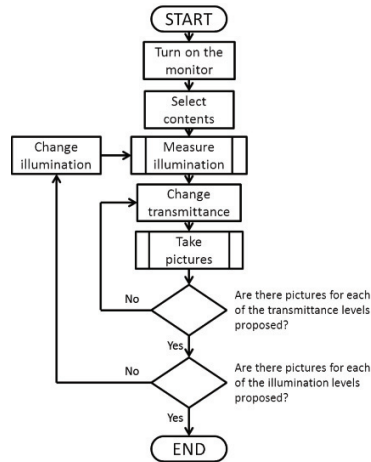 START
Turn on the
monitor
Select
contents
Change
illumination
Measure
illumination
Change
transmittance
Take
pictures
No
Are there pictures for each
of the transmittance levels
proposed?
Yes
No
Are there pictures for each
of the illumination levels
proposed?
Yes
END